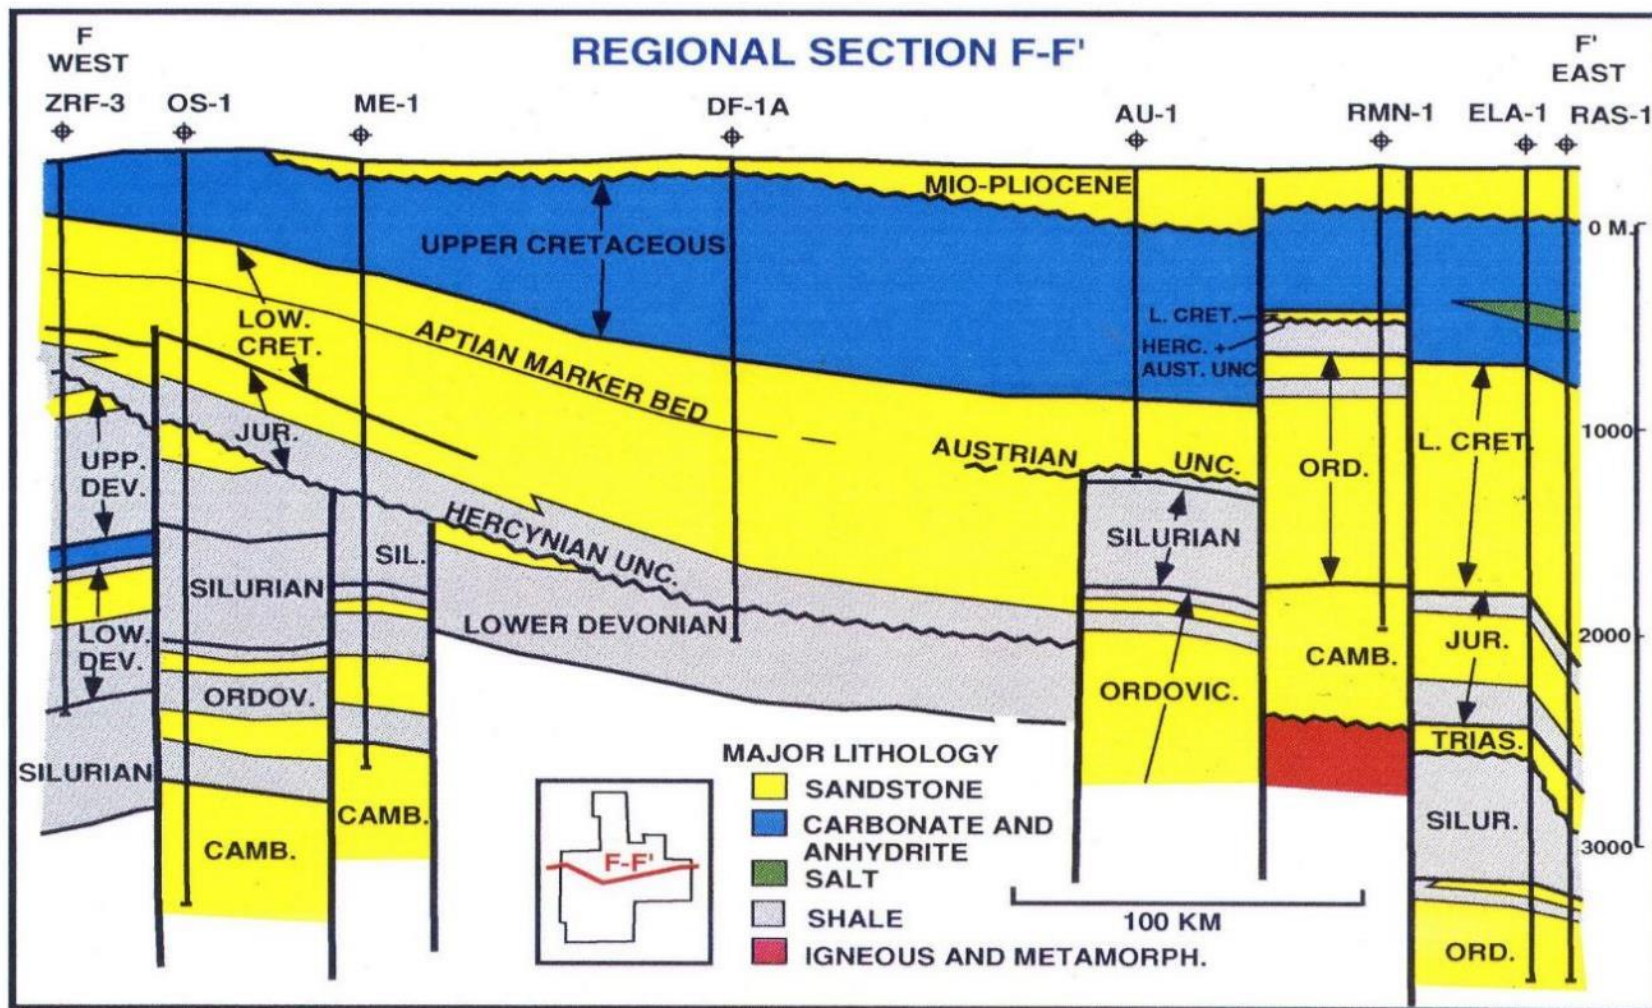 REGIONAL SECTION F-F'
F
WEST
F'
EAST
ZRF-3
OS-1
ME-1
DF-1A
AU-1
RMN-1
ELA-1
RAS-1
MIO-PLIOCENE
0 M.
UPPER CRETACEOUS
LOW.
CRET.
APTIAN MARKER BED
L. CRET.
HERC. +
AUST. UNC
JUR.
AUSTRIAN UNC.
1000
L. CRET.
ORD.
UPP.
DEV.
HERCYNIAN UNC.
SIL.
SILURIAN
SILURIAN
LOWER DEVONIAN
2000
LOW.
DEV.
JUR.
CAMB.
ORDOV.
ORDOVIC.
TRIAS.
SILURIAN
CAMB.
CAMB.
SILUR.
3000
ORD.
MAJOR LITHOLOGY
SANDSTONE
CARBONATE AND
ANHYDRITE
SALT
SHALE
IGNEOUS AND METAMORPH.
F-F'
100 KM